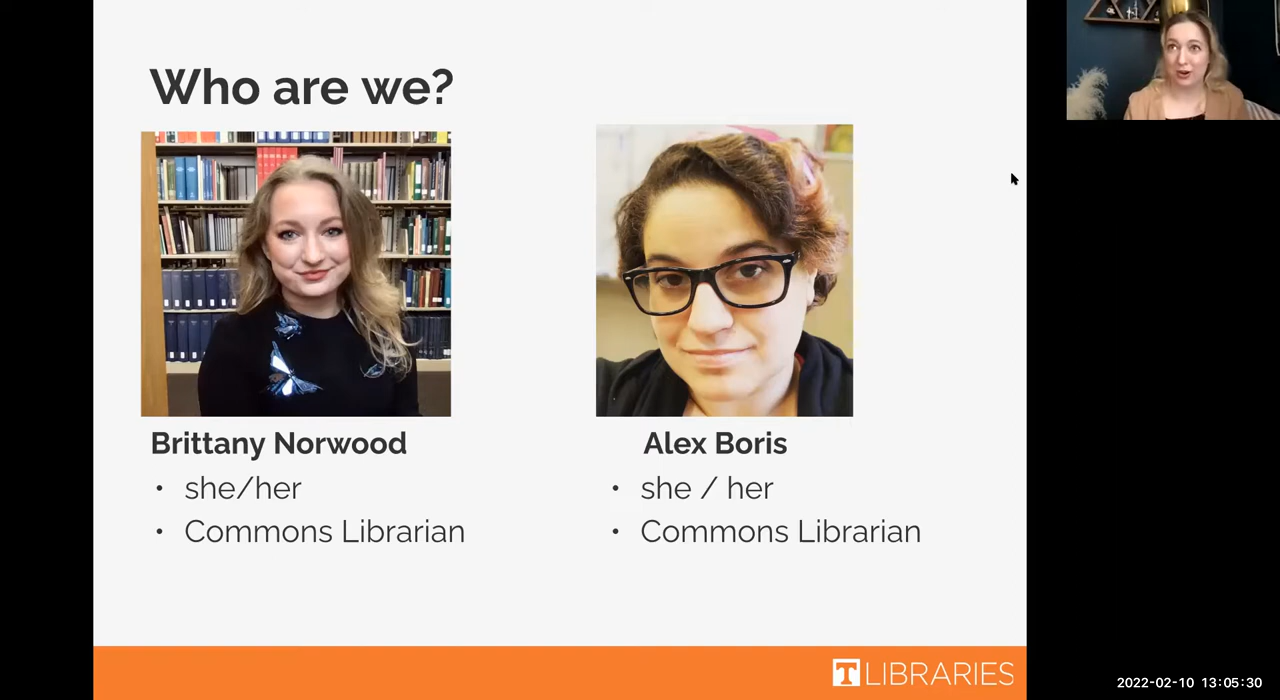 Who are we?
Brittany Norwood
• she/her
• Commons Librarian
Alex Boris
• she / her
• Commons Librarian
T LIBRARIES
2022-02-10 13:05:30